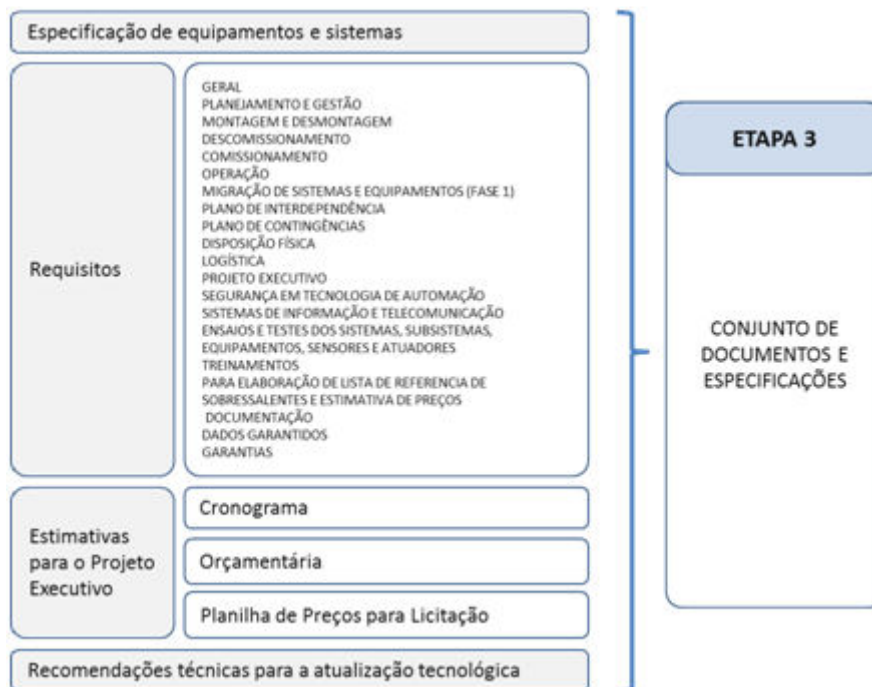 Especificação de equipamentos e sistemas
Requisitos
GERAL
PLANEJAMENTO E GESTÃO
MONTAGEM E DESMONTAGEM
DESCOMISSIONAMENTO
COMISSIONAMENTO
OPERAÇÃO
MIGRAÇÃO DE SISTEMAS E EQUIPAMENTOS (FASE 1)
PLANO DE INTERDEPENDÊNCIA
PLANO DE CONTINGÊNCIAS
DISPOSIÇÃO FÍSICA
LOGÍSTICA
PROJETO EXECUTIVO
SEGURANÇA EM TECNOLOGIA DE AUTOMAÇÃO
SISTEMAS DE INFORMAÇÃO E TELECOMUNICAÇÃO
ENSAIOS E TESTES DOS SISTEMAS, SUBSISTEMAS,
EQUIPAMENTOS, SENSORES E ATUADORES
TREINAMENTOS
PARA ELABORAÇÃO DE LISTA DE REFERENCIA DE
SOBRESSALENTES E ESTIMATIVA DE PREÇOS
DOCUMENTAÇÃO
DADOS GARANTIDOS
GARANTIAS
Estimativas
para o Projeto
Executivo
Cronograma
Orçamentária
Planilha de Preços para Licitação
Recomendações técnicas para a atualização tecnológica
ETAPA 3
CONJUNTO DE
DOCUMENTOS E
ESPECIFICAÇÕES